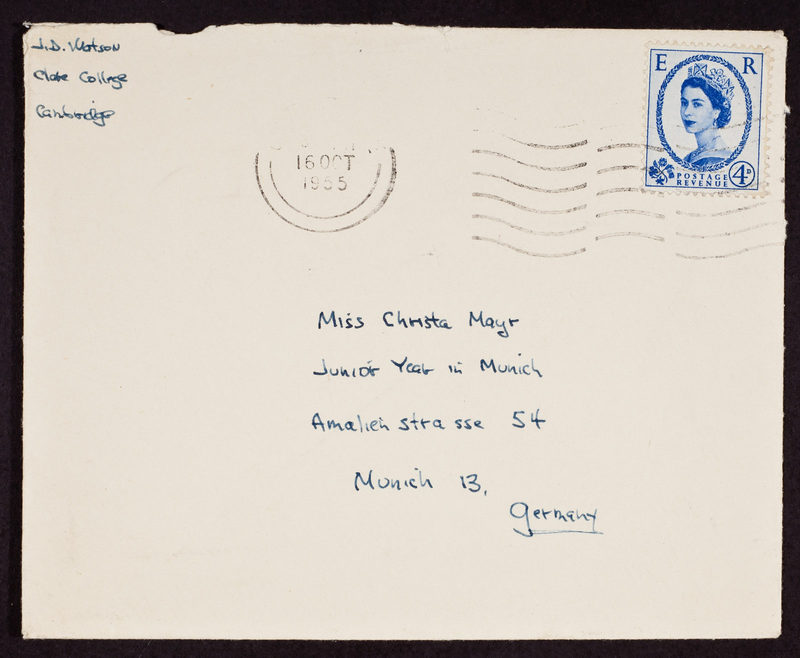 J.D. Watson
Clare College
Cambridge
16 OCT
1955
E R
POSTAGE
REVENUE
4D
Miss Christa Mayr
Junior Year in Munich
Amalienstrasse 54
Munich 13,
Germany